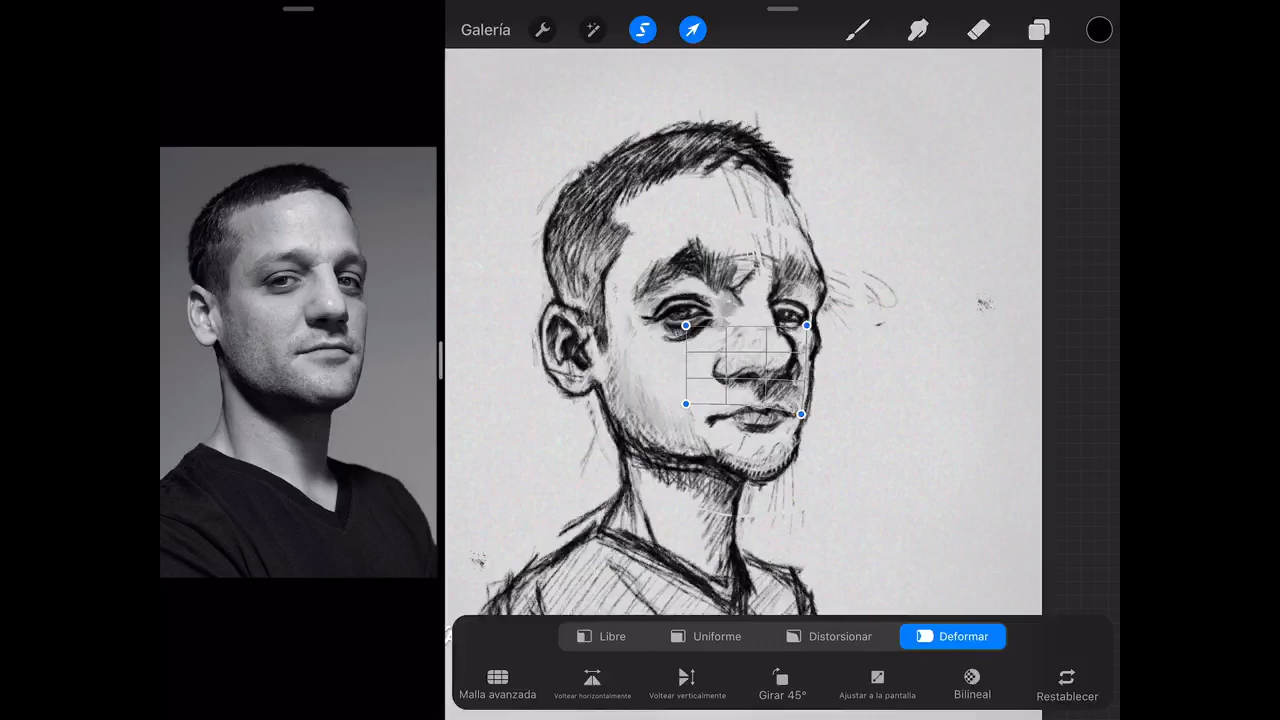 Galería
Libre Uniforme Distorsionar Deformar
Malla avanzada Voltear horizontalmente Voltear verticalmente Girar 45° Ajustar a la pantalla Bilineal Restablecer